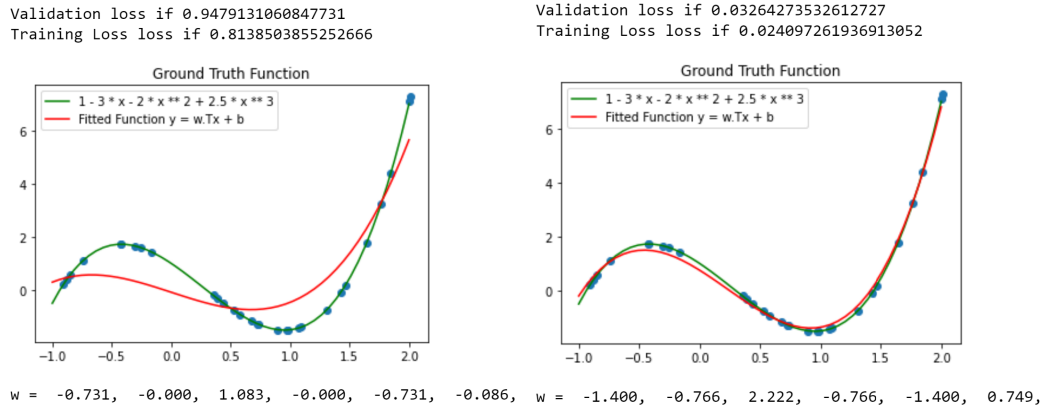 Validation loss if 0.9479131060847731
Training Loss loss if 0.8138503855252666
Ground Truth Function
1 - 3 * x - 2 * x ** 2 + 2.5 * x ** 3
Fitted Function y = w.Tx + b
6
4
2
0
−1.0 −0.5 0.0 0.5 1.0 1.5 2.0
w = -0.731, -0.000, 1.083, -0.000, -0.731, -0.086,
Validation loss if 0.03264273532612727
Training Loss loss if 0.024097261936913052
Ground Truth Function
1 - 3 * x - 2 * x ** 2 + 2.5 * x ** 3
Fitted Function y = w.Tx + b
6
4
2
0
−1.0 −0.5 0.0 0.5 1.0 1.5 2.0
w = -1.400, -0.766, 2.222, -0.766, -1.400, 0.749,